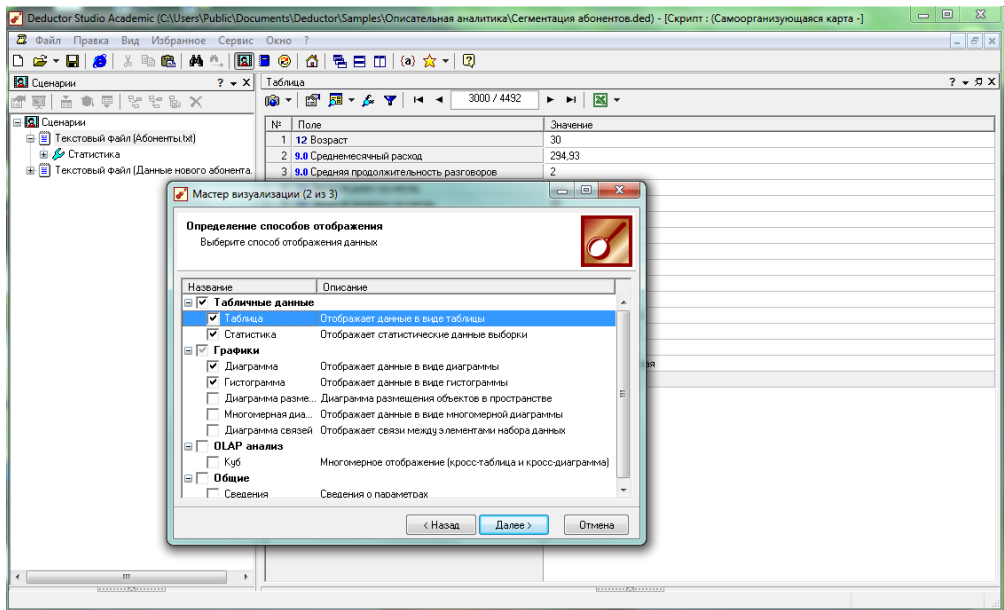 Deductor Studio Academic (C:\Users\Public\Documents\Deductor\Samples\Описательная аналитика\Сегментация абонентов.ded) - [Скрипт : (Самоорганизующаяся карта -]
Файл Правка Вид Избранное Сервис Окно ?
Сценарии
Таблица
3000 / 4492
Сценарии
Текстовый файл (Абоненты.txt)
Статистика
Текстовый файл (Данные нового абонента.
№ Поле Значение
1 12 Возраст 30
2 9.0 Среднемесячный расход 294,93
3 9.0 Средняя продолжительность разговоров 2
ая
Мастер визуализации (2 из 3)
Определение способов отображения
Выберите способ отображения данных
Название Описание
Табличные данные
Таблица Отображает данные в виде таблицы
Статистика Отображает статистические данные выборки
Графики
Диаграмма Отображает данные в виде диаграммы
Гистограмма Отображает данные в виде гистограммы
Диаграмма разме... Диаграмма размещения объектов в пространстве
Многомерная диа... Отображает данные в виде многомерной диаграммы
Диаграмма связей Отображает связи между элементами набора данных
OLAP анализ
Куб Многомерное отображение (кросс-таблица и кросс-диаграмма)
Общие
Сведения Сведения о параметрах
< Назад Далее > Отмена